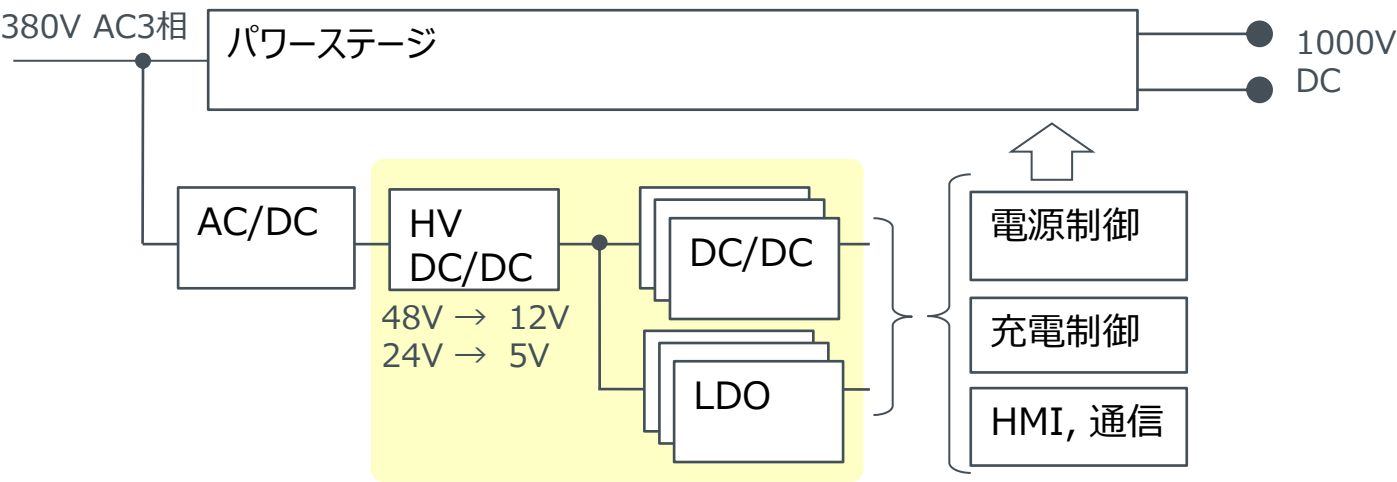 380V AC3相
パワーステージ
1000V
DC
AC/DC
HV
DC/DC
48V → 12V
24V → 5V
DC/DC
LDO
電源制御
充電制御
HMI, 通信